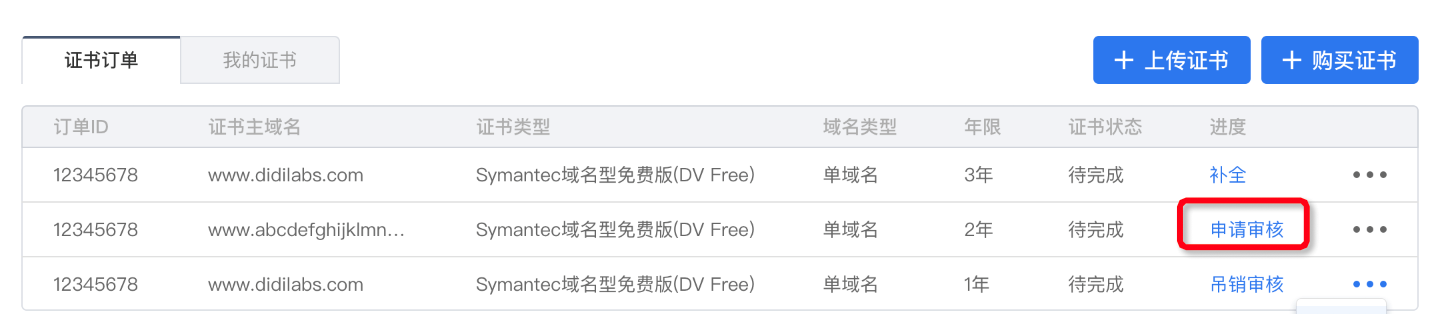 证书订单 我的证书 + 上传证书 + 购买证书
订单ID 证书主域名 证书类型 域名类型 年限 证书状态 进度
12345678 www.didilabs.com Symantec域名型免费版(DV Free) 单域名 3年 待完成 补全 •••
12345678 www.abcdefghijklmn... Symantec域名型免费版(DV Free) 单域名 2年 待完成 申请审核 •••
12345678 www.didilabs.com Symantec域名型免费版(DV Free) 单域名 1年 待完成 吊销审核 •••